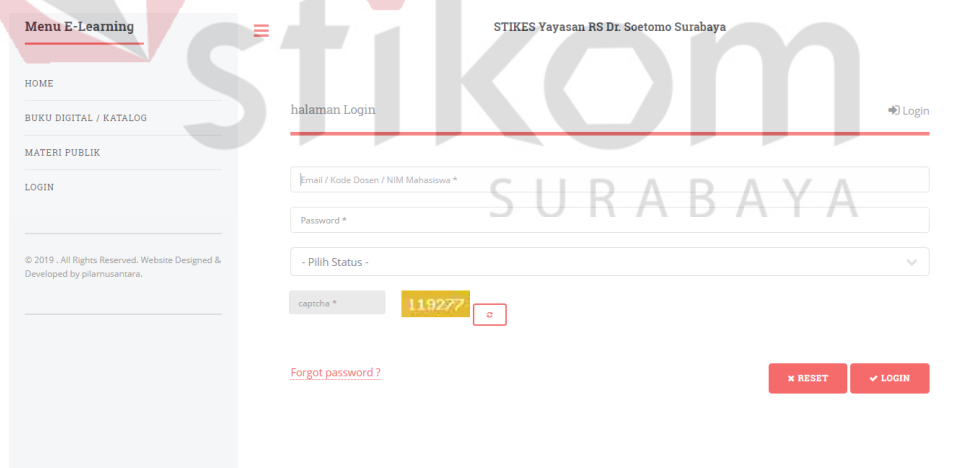 Menu E-Learning
STIKES Yayasan RS Dr. Soetomo Surabaya
stikom
SURABAYA
HOME
BUKU DIGITAL / KATALOG
MATERI PUBLIK
LOGIN
© 2019 . All Rights Reserved. Website Designed &
Developed by pilarnusantara.
halaman Login
Login
Email / Kode Dosen / NIM Mahasiswa *
Password *
- Pilih Status -
captcha *
119277
Forgot password ?
RESET
LOGIN